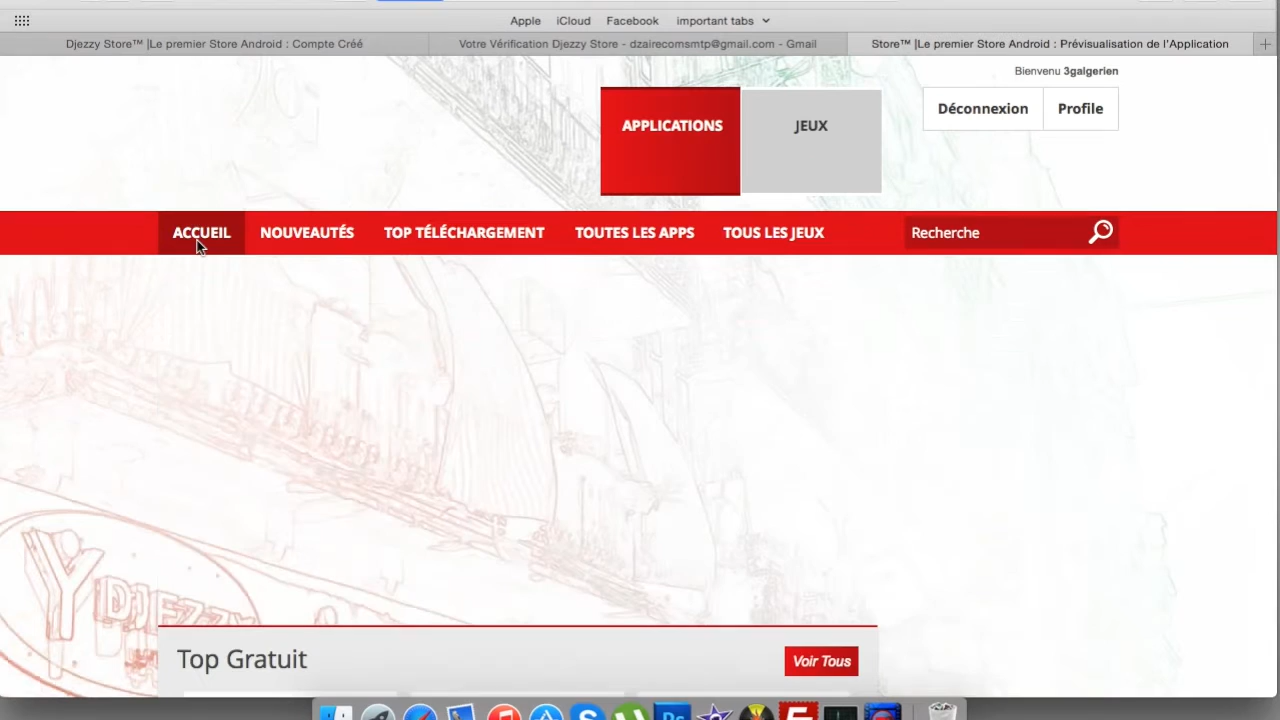 Apple iCloud Facebook important tabs
Djezzy Store™ |Le premier Store Android : Compte Créé
Votre Vérification Djezzy Store - dzairecomsmtp@gmail.com - Gmail
Store™ |Le premier Store Android : Prévisualisation de l'Application
Bienvenu 3galgerien
APPLICATIONS
JEUX
Déconnexion
Profile
ACCUEIL
NOUVEAUTÉS
TOP TÉLÉCHARGEMENT
TOUTES LES APPS
TOUS LES JEUX
Recherche
DJEZZY
Top Gratuit
Voir Tous
Ps